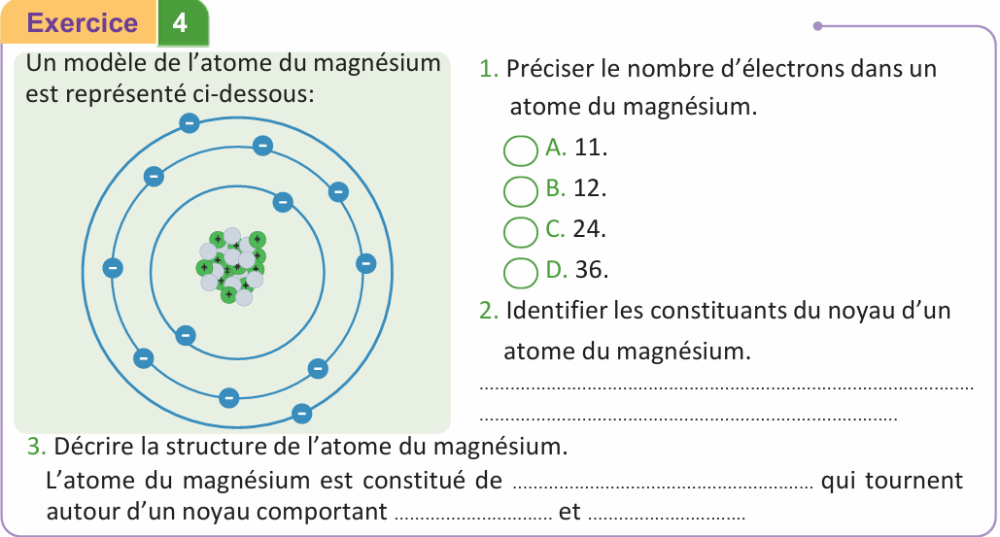 Exercice 4
Un modèle de l’atome du magnésium
est représenté ci-dessous:
1. Préciser le nombre d’électrons dans un
atome du magnésium.
A. 11.
B. 12.
C. 24.
D. 36.
2. Identifier les constituants du noyau d’un
atome du magnésium.
3. Décrire la structure de l’atome du magnésium.
L’atome du magnésium est constitué de ........................ qui tournent
autour d’un noyau comportant ........................ et ........................